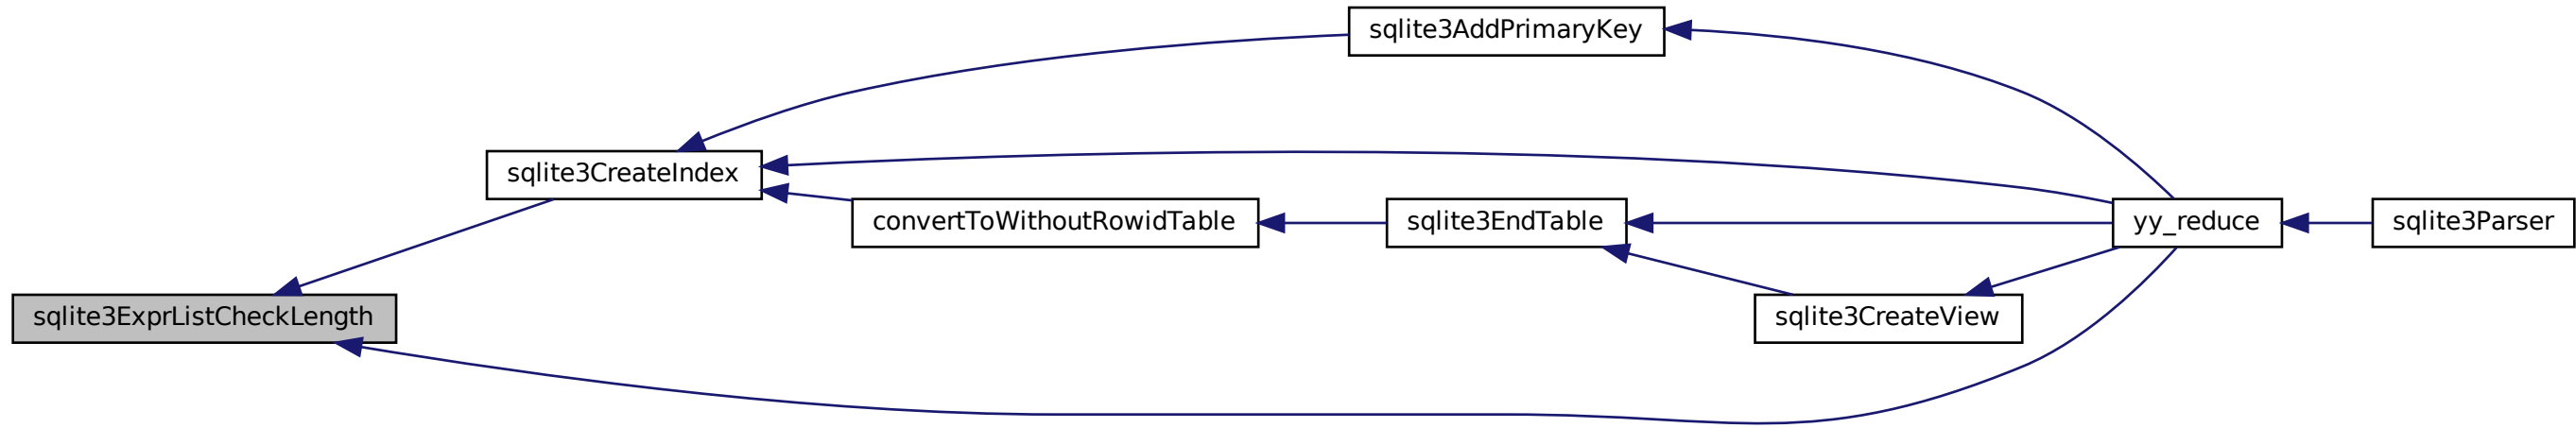 sqlite3AddPrimaryKey
sqlite3CreateIndex
convertToWithoutRowidTable
sqlite3EndTable
yy_reduce
sqlite3Parser
sqlite3ExprListCheckLength
sqlite3CreateView